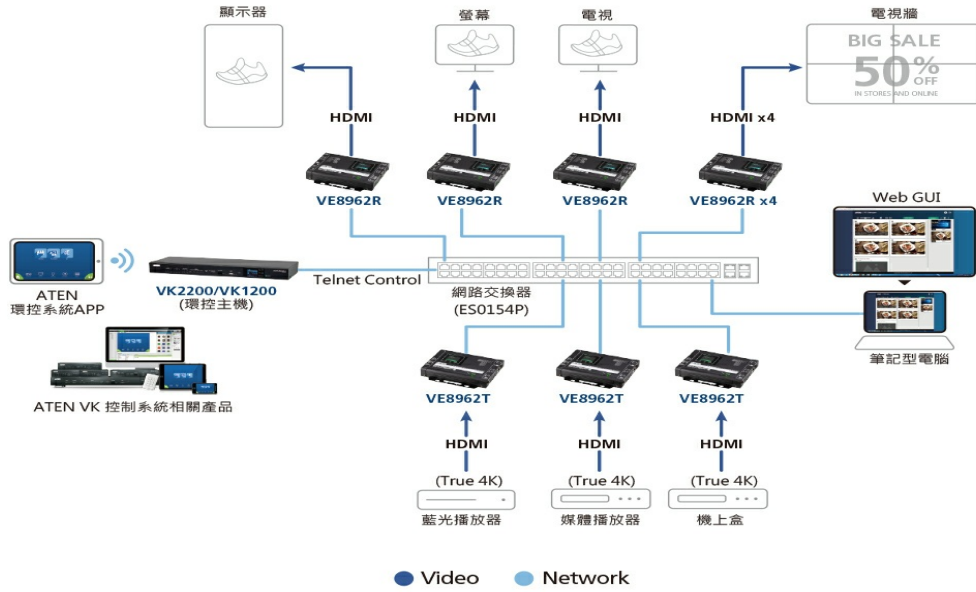 顯示器
螢幕
電視
電視牆
BIG SALE
50%
OFF
IN STORES AND ONLINE
HDMI
HDMI
HDMI
HDMI x4
VE8962R
VE8962R
VE8962R
VE8962R x4
Web GUI
ATEN
環控系統APP
VK2200/VK1200
(環控主機)
Telnet Control
網路交換器
(ES0154P)
筆記型電腦
ATEN VK 控制系統相關產品
VE8962T
VE8962T
VE8962T
HDMI
HDMI
HDMI
(True 4K)
(True 4K)
(True 4K)
藍光播放器
媒體播放器
機上盒
Video
Network